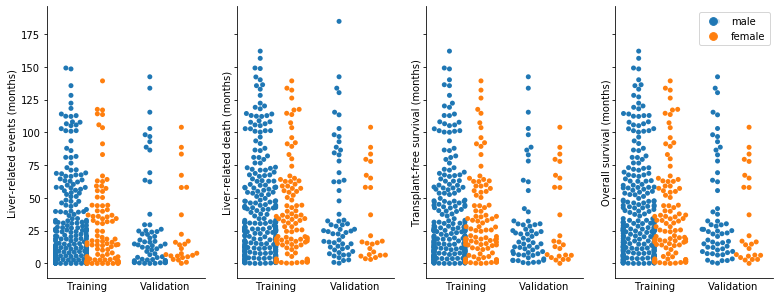 Liver-related events (months)
175
150
125
100
75
50
25
0
Training
Validation
Liver-related death (months)
Training
Validation
Transplant-free survival (months)
Training
Validation
Overall survival (months)
Training
Validation
male
female